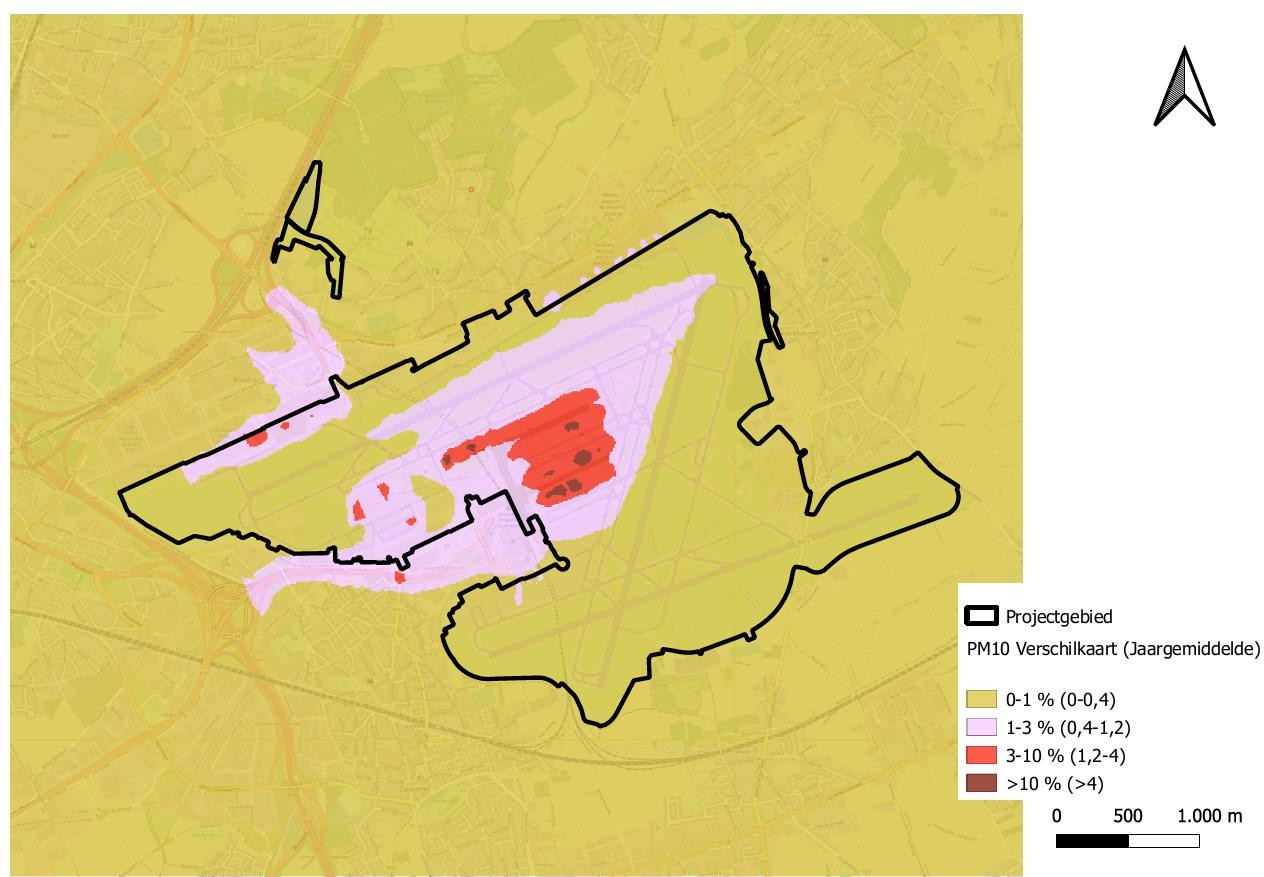 Projectgebied
PM10 Verschilkaart (Jaargemiddelde)
0-1 % (0-0,4)
1-3 % (0,4-1,2)
3-10 % (1,2-4)
>10 % (>4)
0 500 1.000 m